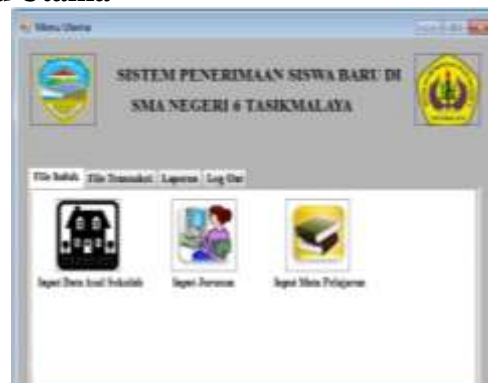 Utama
Menu Utama
SISTEM PENERIMAAN SISWA BARU DI
SMA NEGERI 6 TASIKMALAYA
File Induk File Transaksi Laporan Log Out
Input Data Asal Sekolah Input Jurusan Input Mata Pelajaran